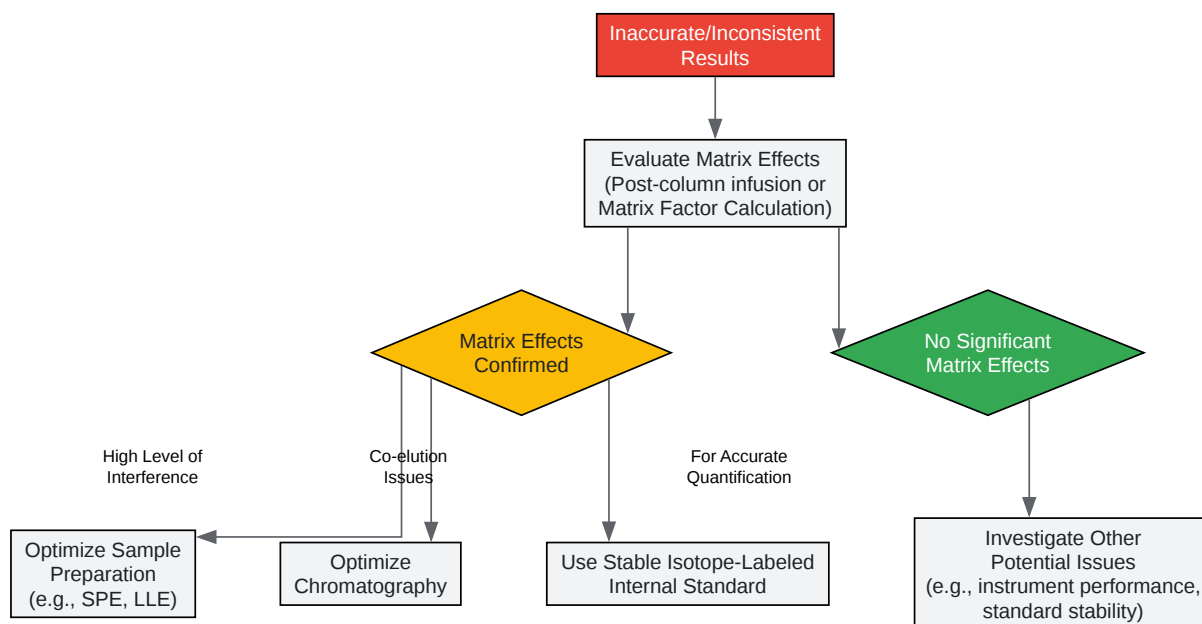 Inaccurate/Inconsistent
Results
Evaluate Matrix Effects
(Post-column infusion or
Matrix Factor Calculation)
Matrix Effects
Confirmed
No Significant
Matrix Effects
High Level of
Interference
Co-elution
Issues
For Accurate
Quantification
Optimize Sample
Preparation
(e.g., SPE, LLE)
Optimize
Chromatography
Use Stable Isotope-Labeled
Internal Standard
Investigate Other
Potential Issues
(e.g., instrument performance,
standard stability)